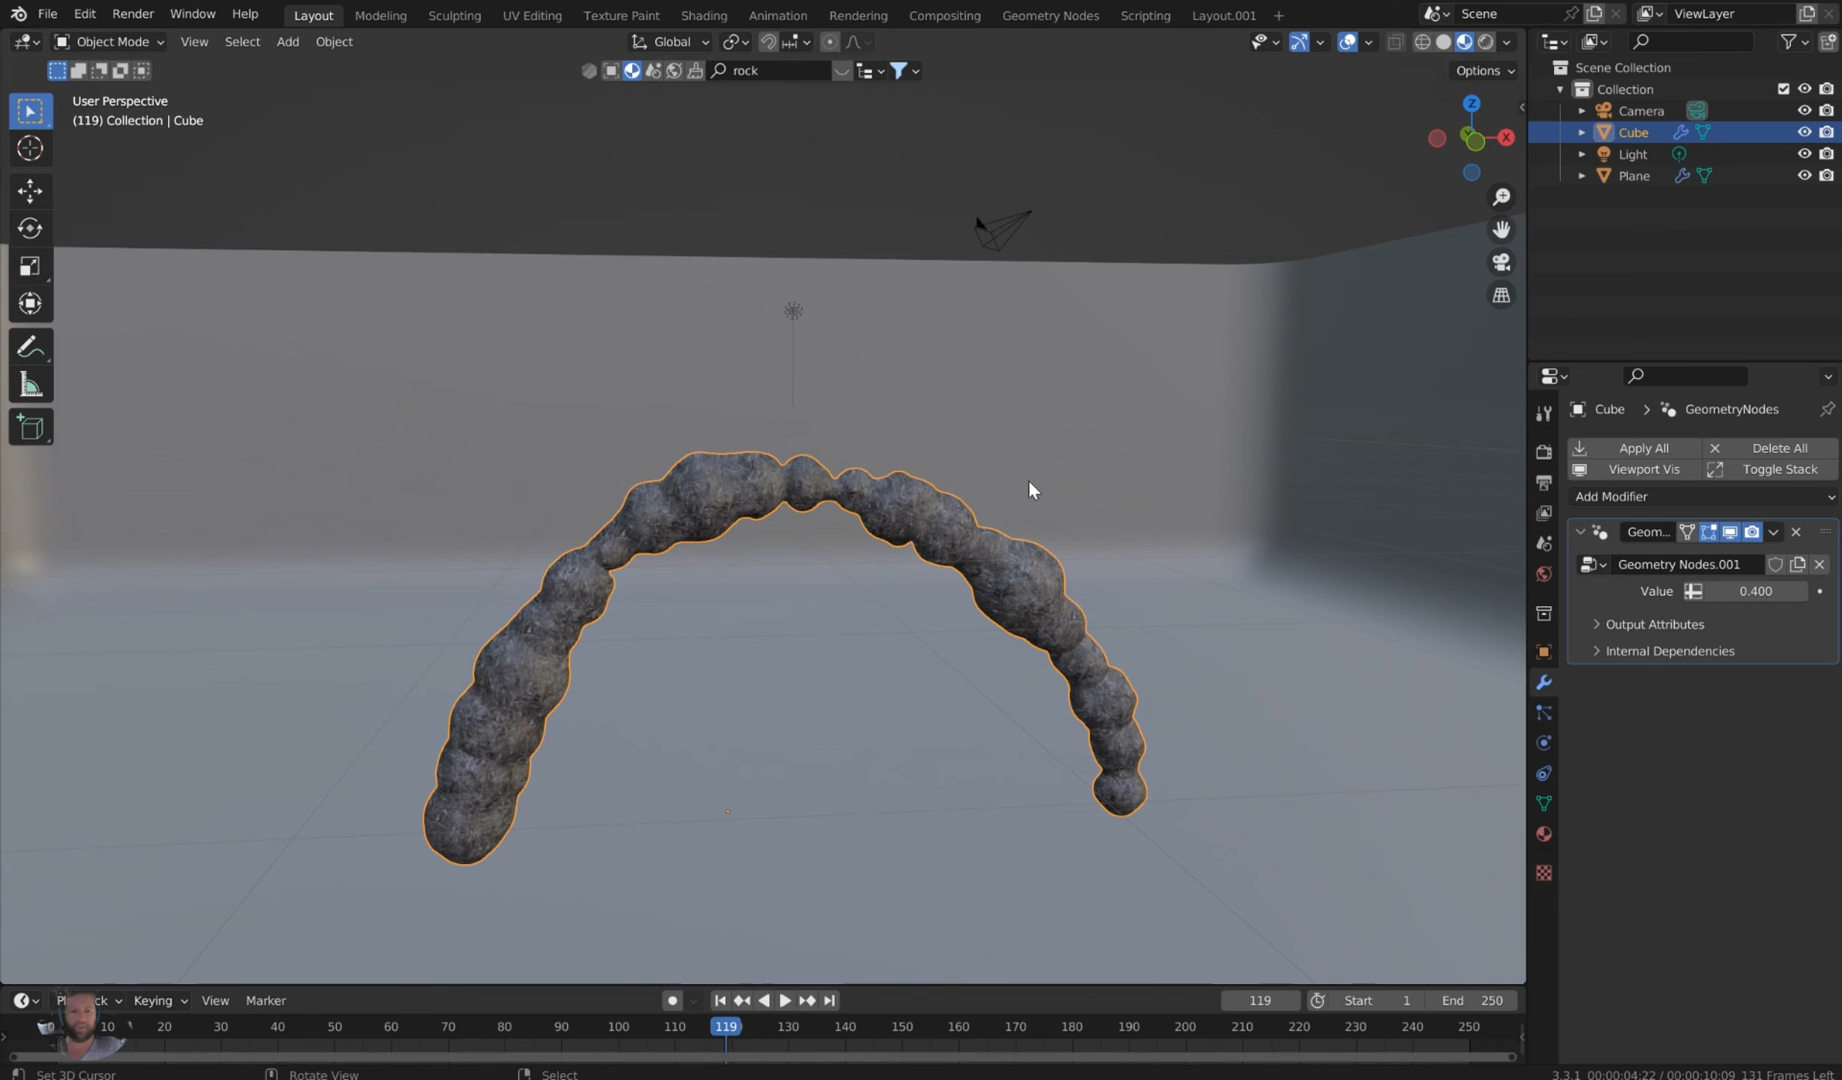 File Edit Render Window Help Layout Modeling Sculpting UV Editing Texture Paint Shading Animation Rendering Compositing Geometry Nodes Scripting Layout.001 + Scene ViewLayer
Object Mode View Select Add Object Global
rock Options
User Perspective
(119) Collection | Cube
Z
X
Scene Collection
Collection
Camera
Cube
Light
Plane
Cube > GeometryNodes
Apply All Delete All
Viewport Vis Toggle Stack
Add Modifier
Geom...
Geometry Nodes.001
Value 0.400
Output Attributes
Internal Dependencies
Keying View Marker 119 Start 1 End 250
10 20 30 40 50 60 70 80 90 100 110 119 130 140 150 160 170 180 190 200 210 220 230 240 250
Set 3D Cursor Rotate View Select 3.3.1 00:00:04:22 / 00:00:10:09 131 Frames Left